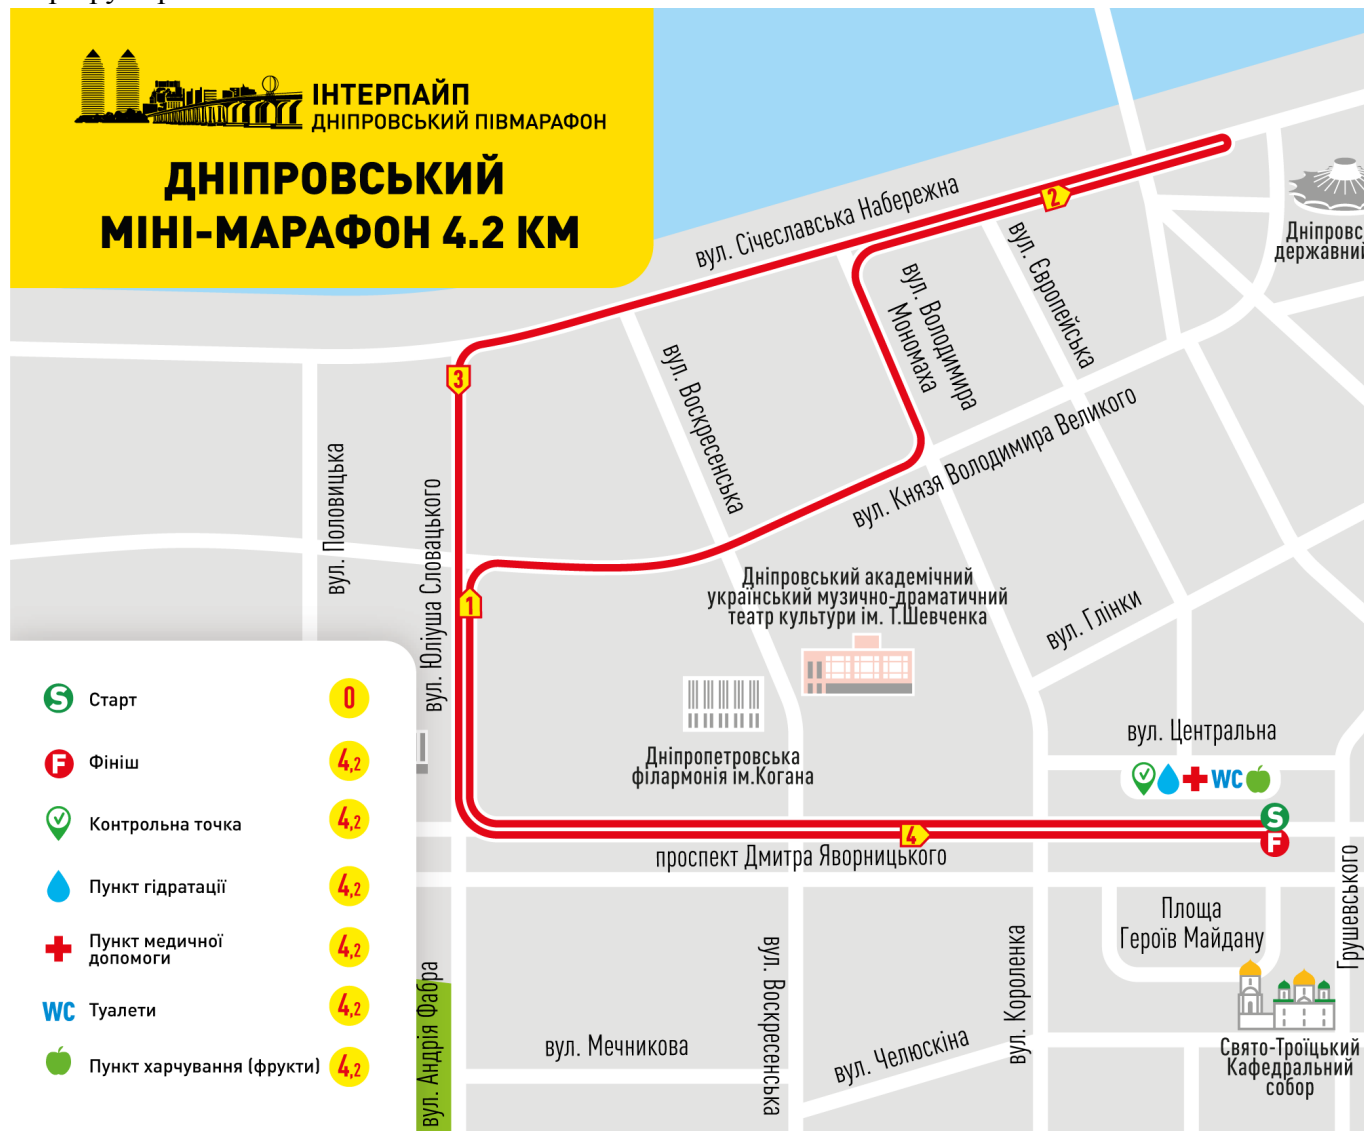 ІНТЕРПАЙП
ДНІПРОВСЬКИЙ ПІВМАРАФОН
ДНІПРОВСЬКИЙ
МІНІ-МАРАФОН 4.2 КМ
вул. Січеславська Набережна
2
Дніпровс
державний
вул. Європейська
вул. Володимира
Мономаха
3
вул. Воскресенська
вул. Князя Володимира Великого
вул. Половицька
вул. Юліуша Словацького
1
Дніпровський академічний
український музично-драматичний
театр культури ім. Т.Шевченка
вул. Глінки
Дніпропетровська
філармонія ім.Когана
вул. Центральна
WC
S
F
4
проспект Дмитра Яворницького
Грушевського
Площа
Героїв Майдану
вул. Андрія Фабра
вул. Мечникова
вул. Воскресенська
вул. Челюскіна
вул. Короленка
Свято-Троїцький
Кафедральний
собор
S Старт 0
F Фініш 4,2
Контрольна точка 4,2
Пункт гідратації 4,2
Пункт медичної
допомоги 4,2
WC Туалети 4,2
Пункт харчування (фрукти) 4,2